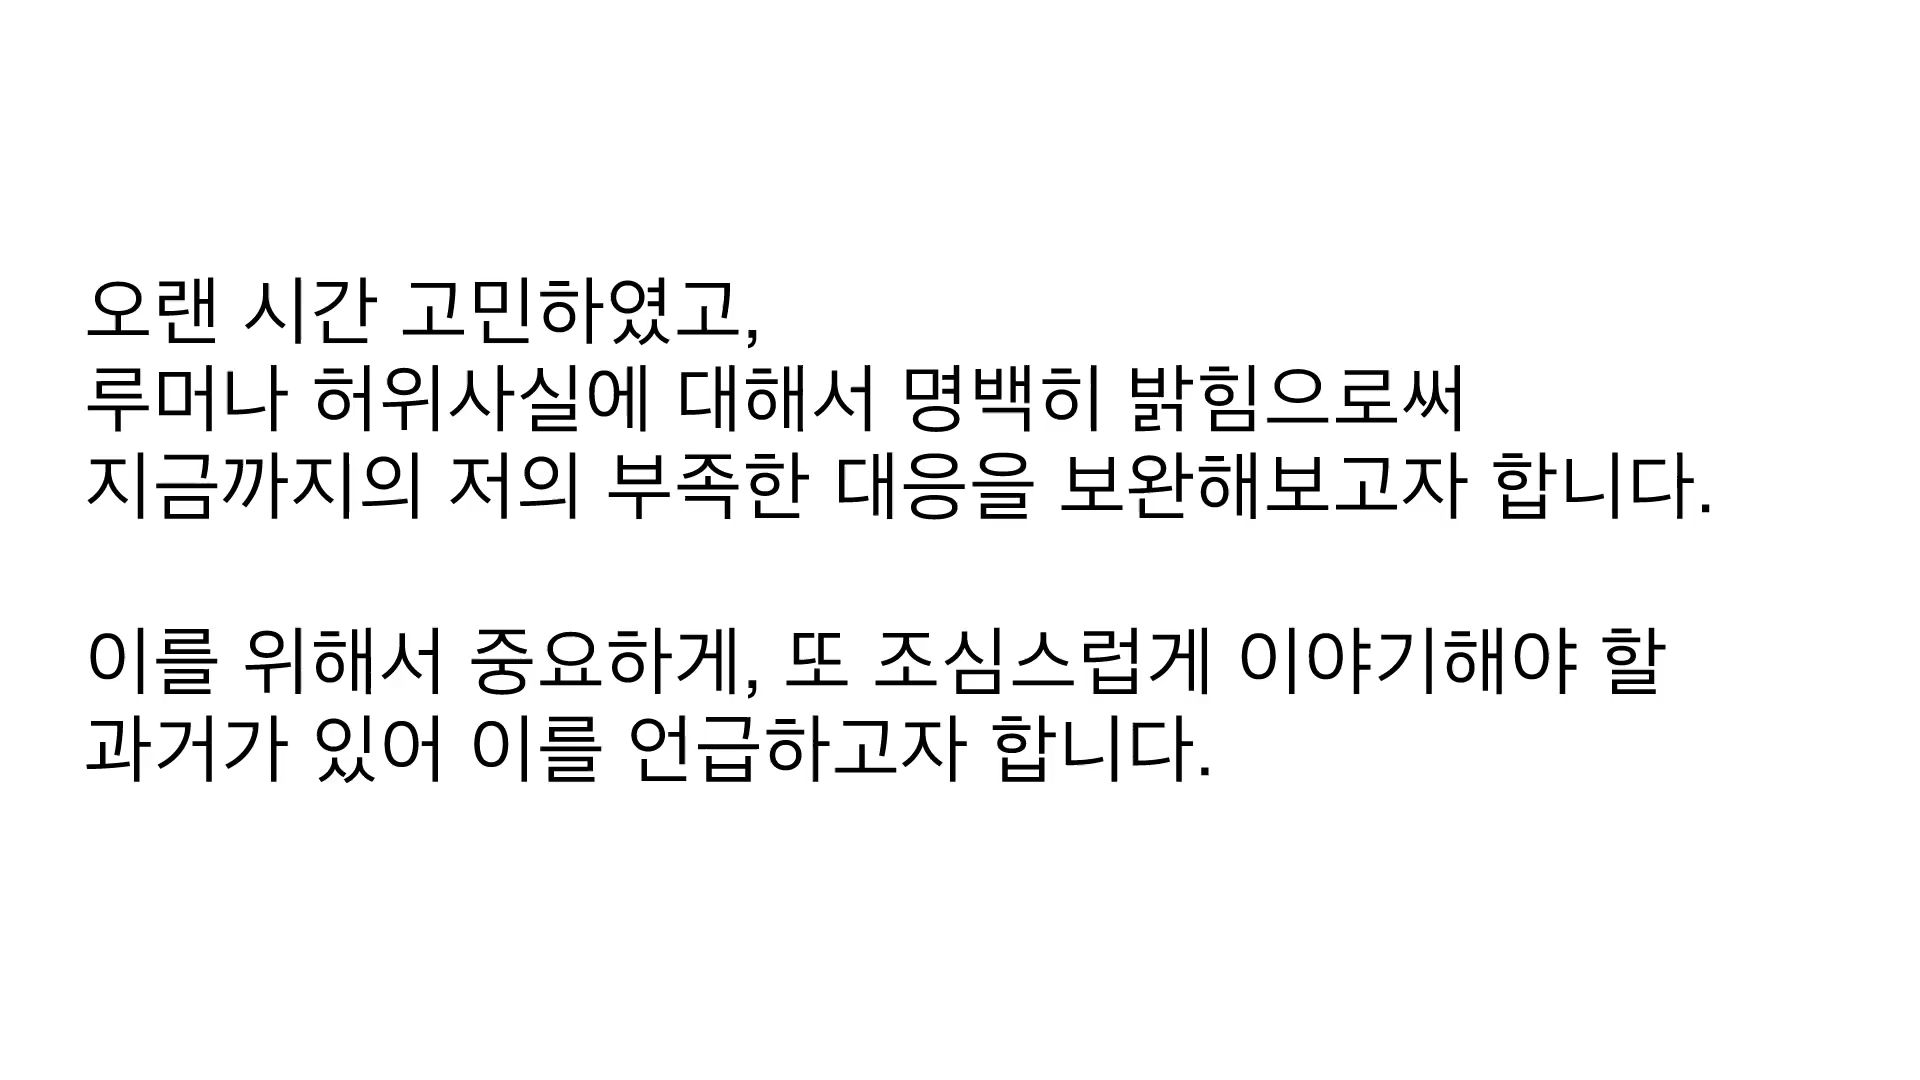 오랜 시간 고민하였고,
루머나 허위사실에 대해서 명백히 밝힘으로써
지금까지의 저의 부족한 대응을 보완해보고자 합니다.
이를 위해서 중요하게, 또 조심스럽게 이야기해야 할
과거가 있어 이를 언급하고자 합니다.